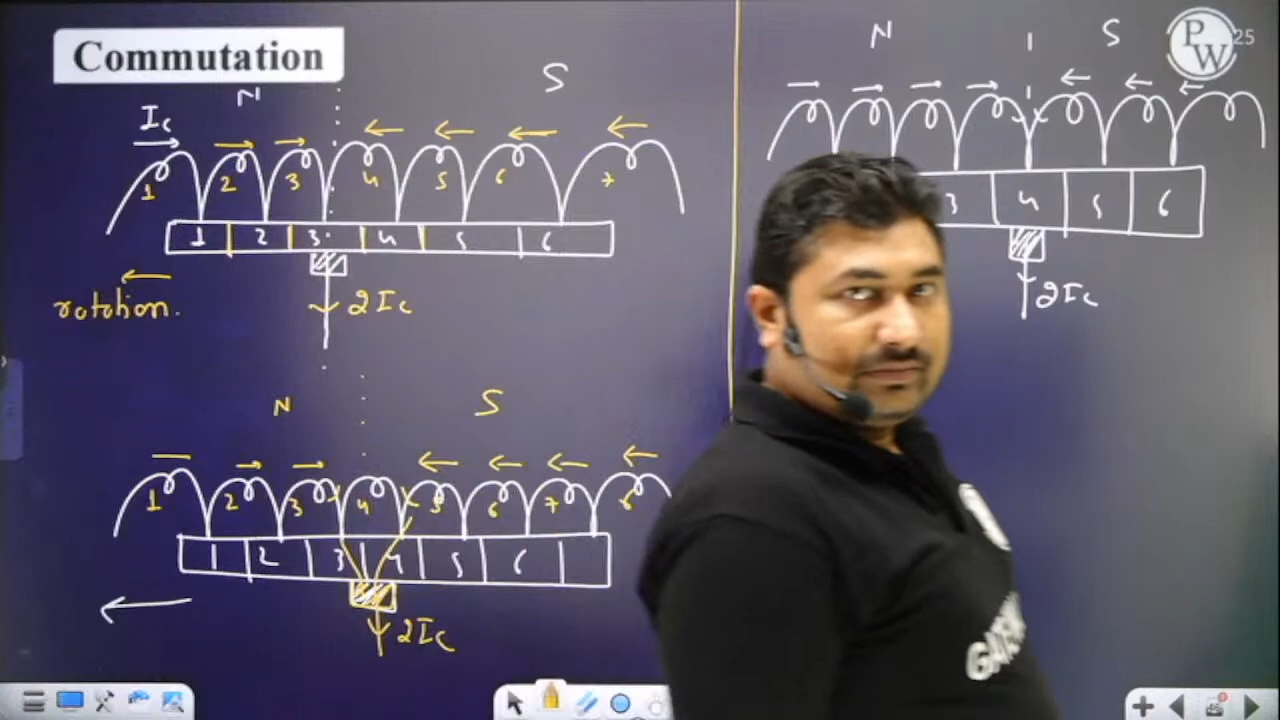 Commutation
N
S
Ic
1 2 3 4 5 6 7
1 2 3 4 5 6
rotation.
2Ic
N
S
1 2 3 4 5 6 7 8
1 2 3 4 5 6
2Ic
N
S
PW
25
3 4 5 6
2Ic